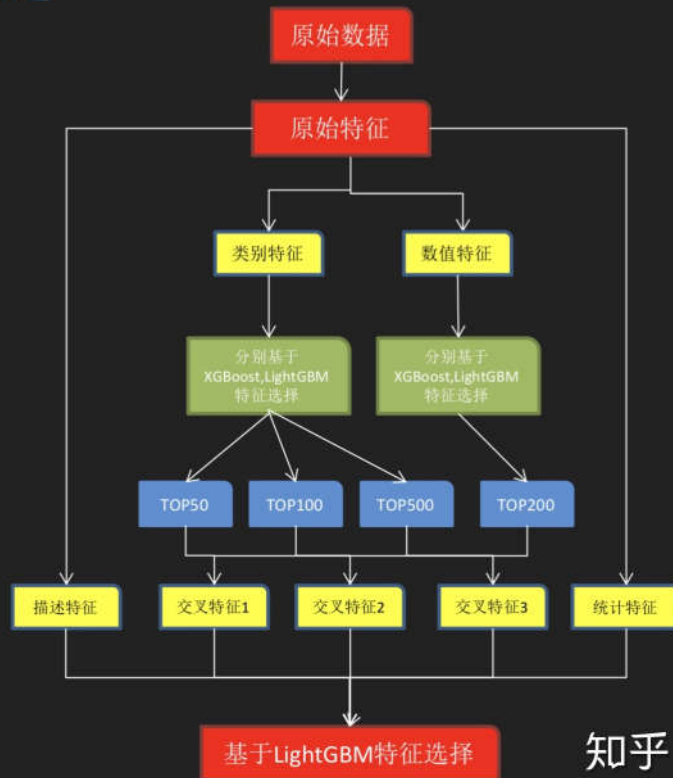 原始数据
原始特征
类别特征
数值特征
分别基于
XGBoost,LightGBM
特征选择
分别基于
XGBoost,LightGBM
特征选择
TOP50
TOP100
TOP500
TOP200
描述特征
交叉特征1
交叉特征2
交叉特征3
统计特征
基于LightGBM特征选择
知乎